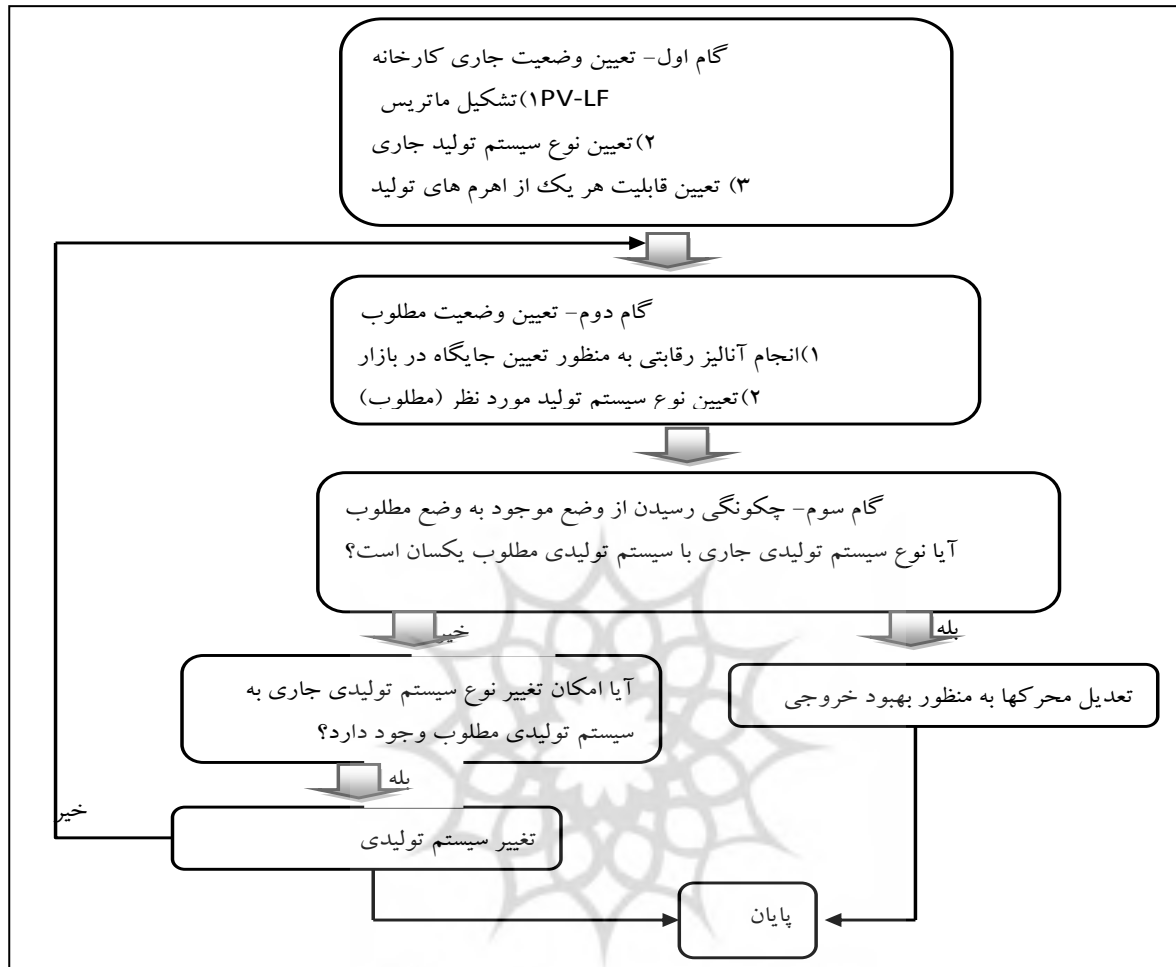 گام اول- تعیین وضعیت جاری کارخانه
۱)تشکیل ماتریس PV-LF
۲)تعیین نوع سیستم تولید جاری
۳) تعیین قابلیت هر یک از اهرم های تولید
گام دوم- تعیین وضعیت مطلوب
۱)انجام آنالیز رقابتی به منظور تعیین جایگاه در بازار
۲)تعیین نوع سیستم تولید مورد نظر (مطلوب)
گام سوم- چکونگی رسیدن از وضع موجود به وضع مطلوب
آیا نوع سیستم تولیدی جاری با سیستم تولیدی مطلوب یکسان است؟
بله
خیر
تعدیل محرکها به منظور بهبود خروجی
آیا امکان تغییر نوع سیستم تولیدی جاری به
سیستم تولیدی مطلوب وجود دارد؟
بله
خیر
تغییر سیستم تولیدی
پایان